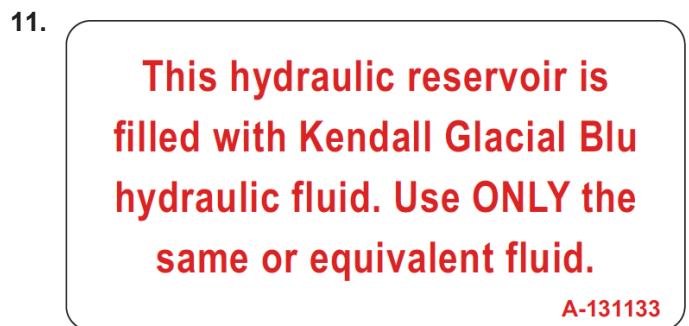 11.
This hydraulic reservoir is
filled with Kendall Glacial Blu
hydraulic fluid. Use ONLY the
same or equivalent fluid.
A-131133